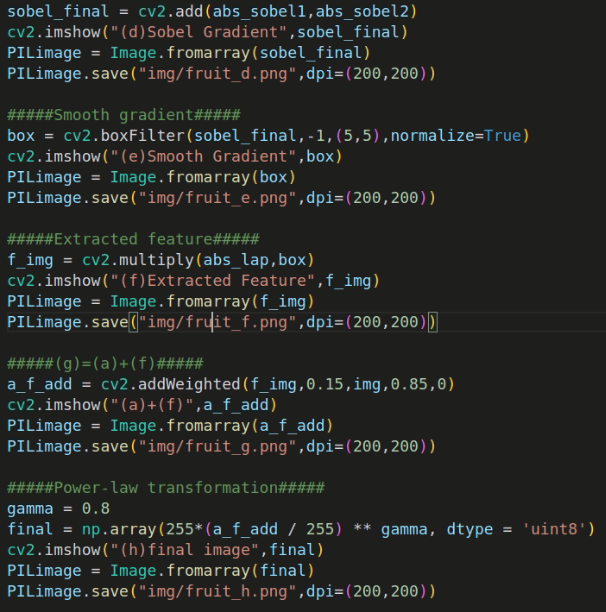 sobel_final = cv2.add(abs_sobel1,abs_sobel2)
cv2.imshow("(d)Sobel Gradient",sobel_final)
PILimage = Image.fromarray(sobel_final)
PILimage.save("img/fruit_d.png",dpi=(200,200))
#####Smooth gradient#####
box = cv2.boxFilter(sobel_final,-1,(5,5),normalize=True)
cv2.imshow("(e)Smooth Gradient",box)
PILimage = Image.fromarray(box)
PILimage.save("img/fruit_e.png",dpi=(200,200))
#####Extracted feature#####
f_img = cv2.multiply(abs_lap,box)
cv2.imshow("(f)Extracted Feature",f_img)
PILimage = Image.fromarray(f_img)
PILimage.save("img/fruit_f.png",dpi=(200,200))
#####(g)=(a)+(f)#####
a_f_add = cv2.addWeighted(f_img,0.15,img,0.85,0)
cv2.imshow("(a)+(f)",a_f_add)
PILimage = Image.fromarray(a_f_add)
PILimage.save("img/fruit_g.png",dpi=(200,200))
#####Power-law transformation#####
gamma = 0.8
final = np.array(255*(a_f_add / 255) ** gamma, dtype = 'uint8')
cv2.imshow("(h)final image",final)
PILimage = Image.fromarray(final)
PILimage.save("img/fruit_h.png",dpi=(200,200))